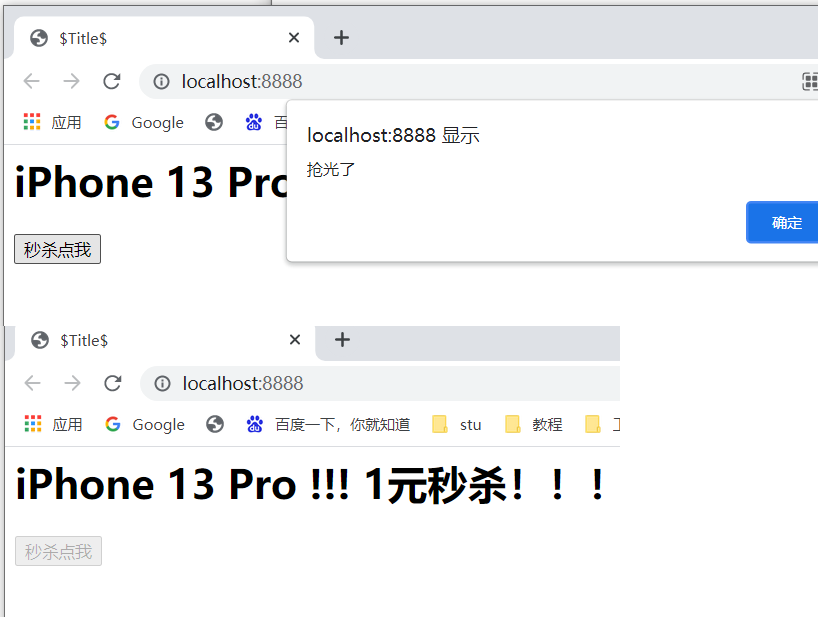 $Title$
localhost:8888
应用 Google 百
localhost:8888 显示
抢光了
确定
iPhone 13 Pro
秒杀点我
$Title$
localhost:8888
应用 Google 百度一下，你就知道 stu 教程
iPhone 13 Pro !!! 1元秒杀！！！
秒杀点我